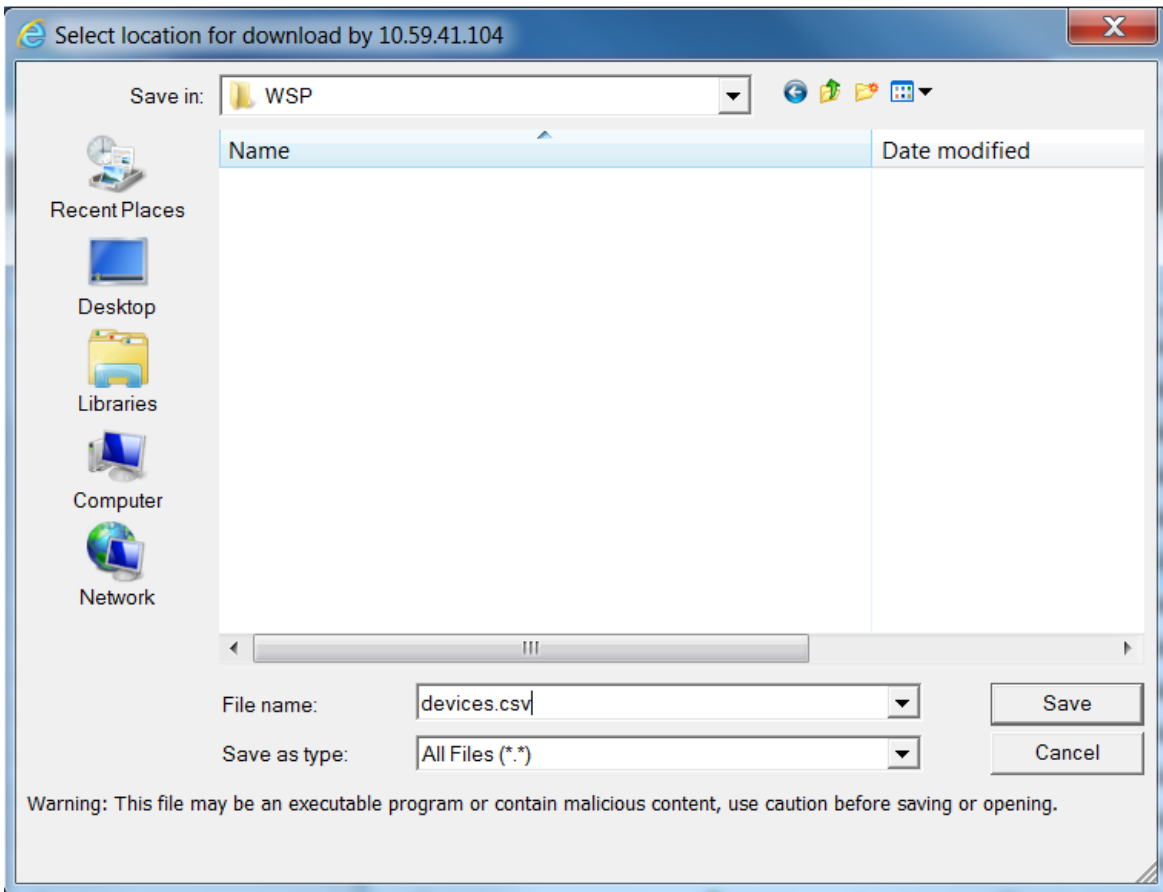 Select location for download by 10.59.41.104
X
Save in: WSP
Name Date modified
Recent Places
Desktop
Libraries
Computer
Network
File name: devices.csv Save
Save as type: All Files (*.*) Cancel
Warning: This file may be an executable program or contain malicious content, use caution before saving or opening.